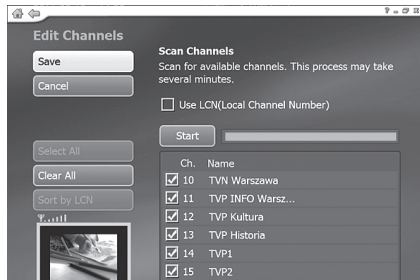 Edit Channels
Save
Cancel
Select All
Clear All
Sort by LCN
Scan Channels
Scan for available channels. This process may take
several minutes.
Use LCN(Local Channel Number)
Start
Ch. Name
10 TVN Warszawa
11 TVP INFO Warsz...
12 TVP Kultura
13 TVP Historia
14 TVP1
15 TVP2